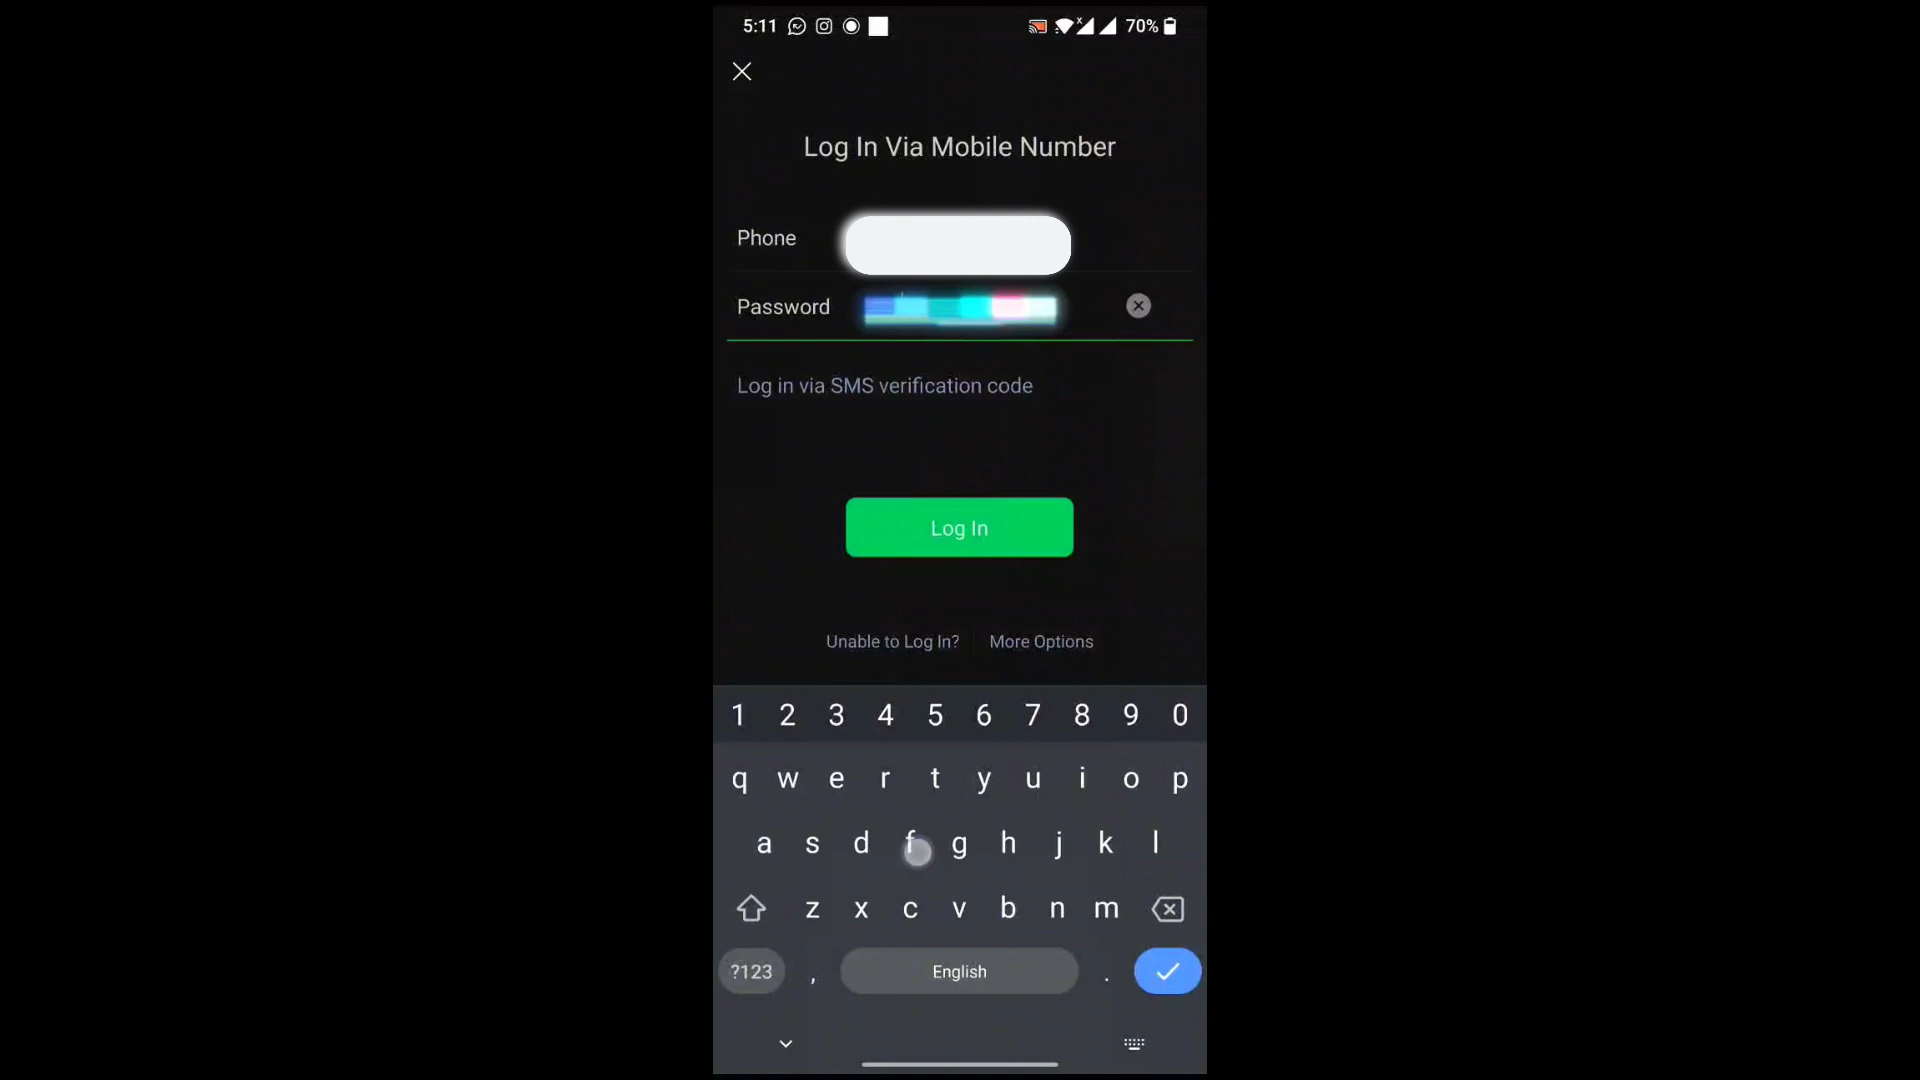 5:11 70%
Log In Via Mobile Number
Phone
Password
Log in via SMS verification code
Log In
Unable to Log In? More Options
1 2 3 4 5 6 7 8 9 0
q w e r t y u i o p
a s d f g h j k l
z x c v b n m
?123 , English .